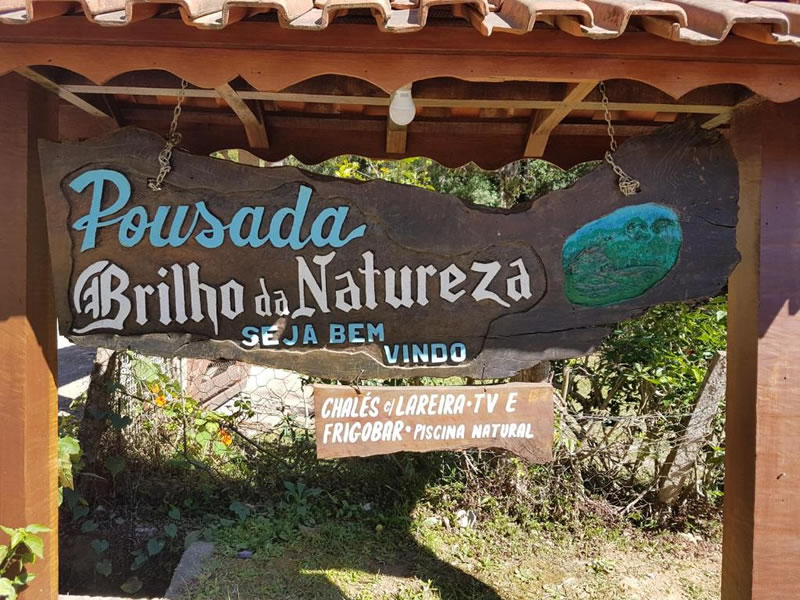 Pousada
Brilho da Natureza
SEJA BEM
VINDO
CHALÉS c/ LAREIRA • TV E
FRIGOBAR • PISCINA NATURAL